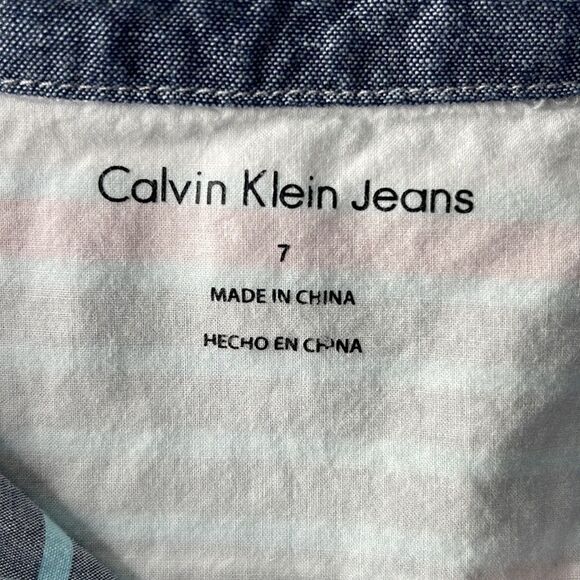 Calvin Klein Jeans
7
MADE IN CHINA
HECHO EN CHINA